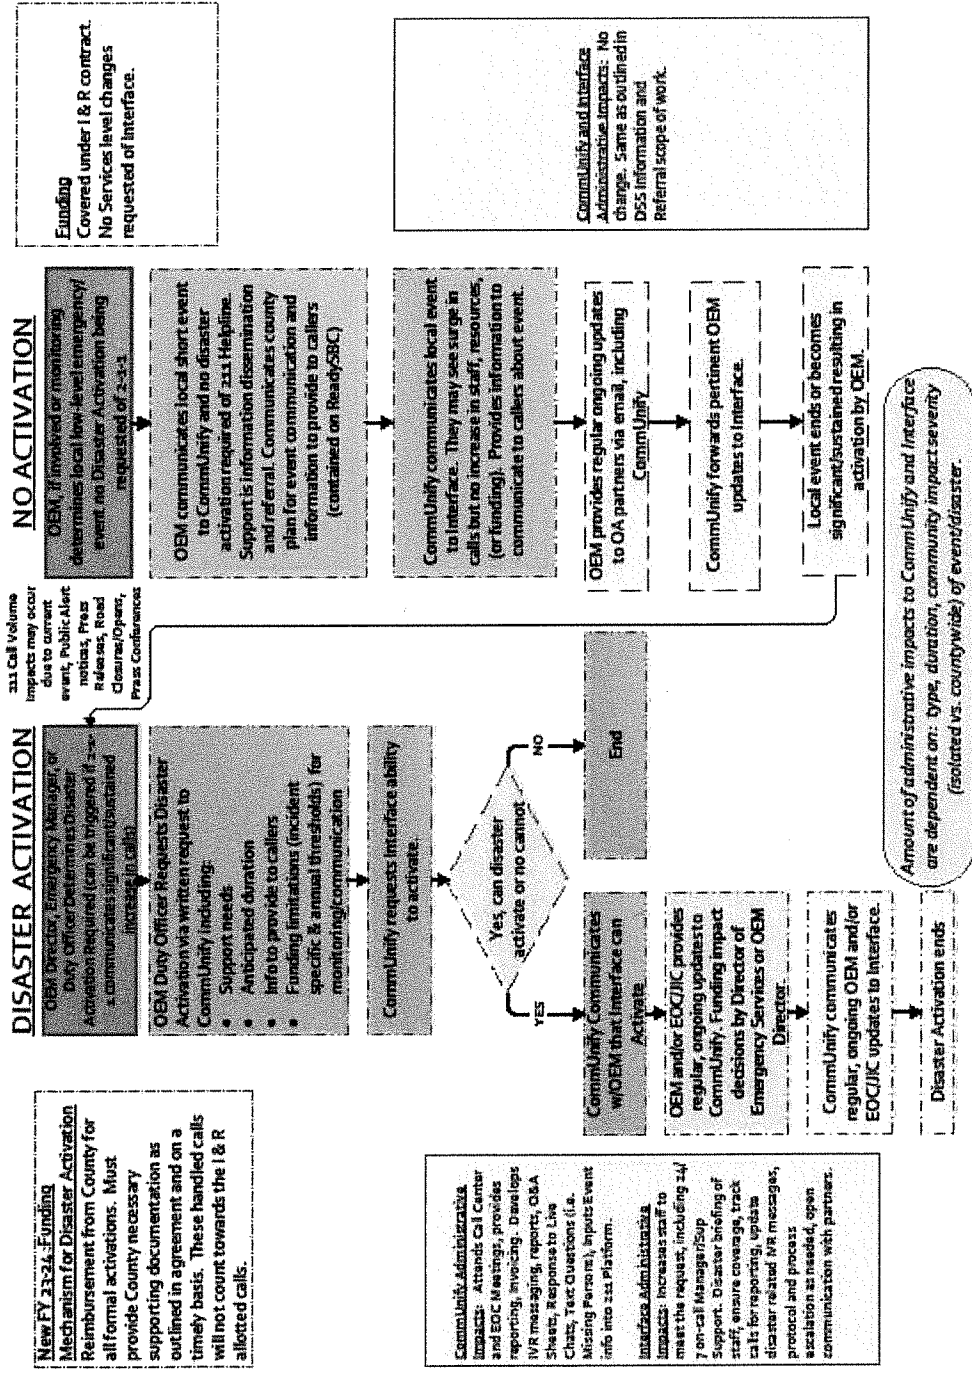 New FY 23-24 :Funding
Mechanism for Disaster Activation
Reimbursement from County for
all formal activations. Must
provide County necessary
supporting documentation as
outlined in agreement and on a
timely basis. These handled calls
will not count towards the I & R
allotted calls.
DISASTER ACTIVATION
OEM Director, Emergency Manager, or
Duty Officer Determines Disaster
Activation Required (can be triggered if 2-1-
1 communicates significant/sustained
increase in calls)
OEM Duty Officer Requests Disaster
Activation via written request to
CommUnify including:
• Support needs
• Anticipated duration
• Info to provide to callers
• Funding limitations (incident
specific & annual thresholds) for
monitoring/communication
CommUnify requests Interface ability
to activate.
Yes, can disaster
activate or no cannot
YES
NO
CommUnify Communicates
w/OEM that Interface can
Activate
End
OEM and/or EOC/JIC provides
regular, ongoing updates to
CommUnify. Funding impact
decisions by Director of
Emergency Services or OEM
Director.
CommUnify communicates
regular, ongoing OEM and/or
EOC/JIC updates to Interface.
Disaster Activation ends
CommUnify Administrative
Impacts: Attends Call Center
and EOC Meetings, provides
reporting, invoicing. Develops
IVR messaging, reports, Q&A
Sheets, Response to Live
Chats, Text Questions (i.e.
Missing Persons), Inputs Event
info into 211 Platform.
Interface Administrative
Impacts: Increases staff to
meet the request, including 24/
7 on-call Manager/Sup
Support. Disaster briefing of
staff, ensure coverage, track
calls for reporting, update
disaster related IVR messages,
protocol and process
escalation as needed, open
communication with partners.
211 Call Volume
Impacts may occur
due to current
event, Public Alert
notices, Press
Releases, Road
Closures/Opens,
Press Conferences
NO ACTIVATION
OEM, if involved or monitoring
determines local low-level emergency/
event no Disaster Activation being
requested of 2-1-1
OEM communicates local short event
to CommUnify and no disaster
activation required of 211 Helpline.
Support is information dissemination
and referral. Communicates county
plan for event communication and
information to provide to callers
(contained on ReadySBC)
CommUnify communicates local event
to Interface. They may see surge in
calls but no increase in staff, resources,
(or funding). Provides information to
communicate to callers about event.
OEM provides regular ongoing updates
to OA partners via email, including
CommUnify
CommUnify forwards pertinent OEM
updates to Interface.
Local event ends or becomes
significant/sustained resulting in
activation by OEM.
Funding
Covered under I & R contract.
No Services level changes
requested of Interface.
CommUnify and Interface
Administrative Impacts: No
change. Same as outlined in
DSS Information and
Referral scope of work.
Amount of administrative impacts to CommUnify and Interface
are dependent on: type, duration, community impact severity
(isolated vs. countywide) of event/disaster.